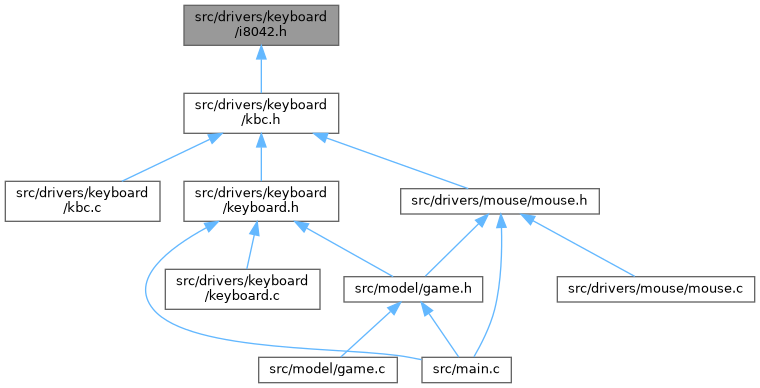 src/drivers/keyboard
/i8042.h
src/drivers/keyboard
/kbc.h
src/drivers/keyboard
/kbc.c
src/drivers/keyboard
/keyboard.h
src/drivers/mouse/mouse.h
src/drivers/keyboard
/keyboard.c
src/model/game.h
src/drivers/mouse/mouse.c
src/model/game.c
src/main.c